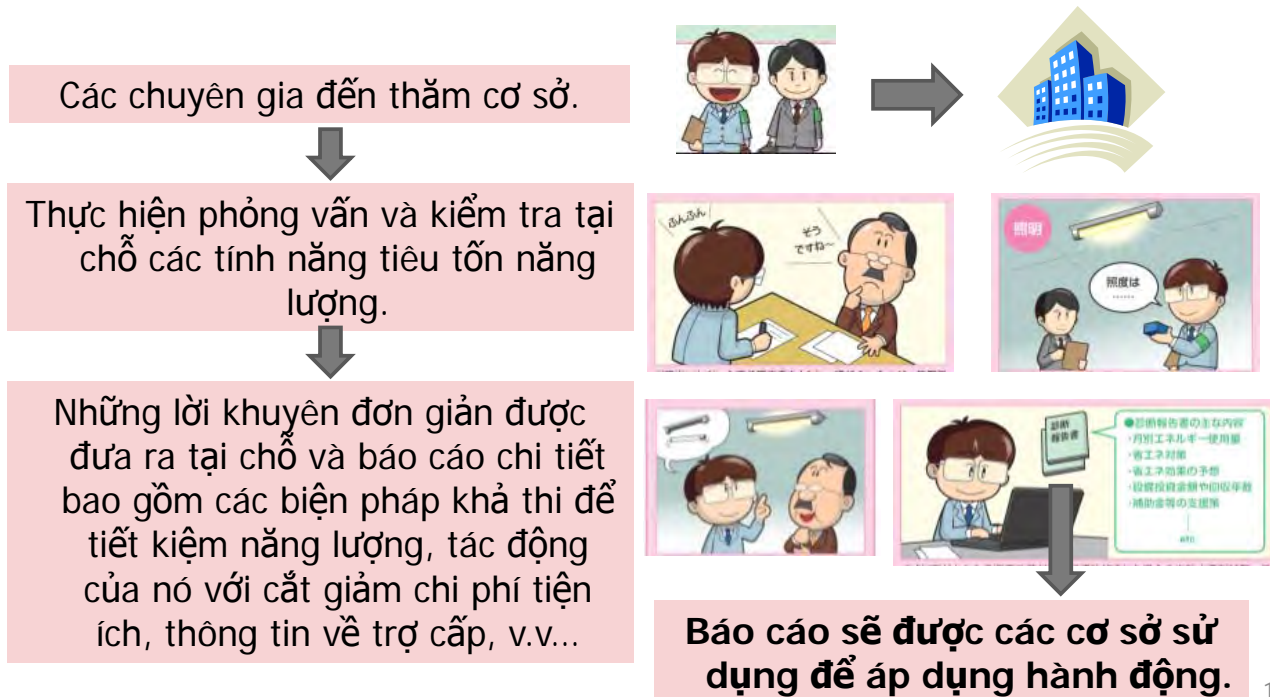 Các chuyên gia đến thăm cơ sở.
Thực hiện phỏng vấn và kiểm tra tại
chỗ các tính năng tiêu tốn năng
lượng.
ふんふん
そう
ですね～
照明
照度は
……
Những lời khuyên đơn giản được
đưa ra tại chỗ và báo cáo chi tiết
bao gồm các biện pháp khả thi để
tiết kiệm năng lượng, tác động
của nó với cắt giảm chi phí tiện
ích, thông tin về trợ cấp, v.v...
診断
報告書
●診断報告書の主な内容
・月別エネルギー使用量
・省エネ対策
・省エネ効果の予想
・設備投資金額や回収年数
・補助金等の支援策
etc
Báo cáo sẽ được các cơ sở sử
dụng để áp dụng hành động.